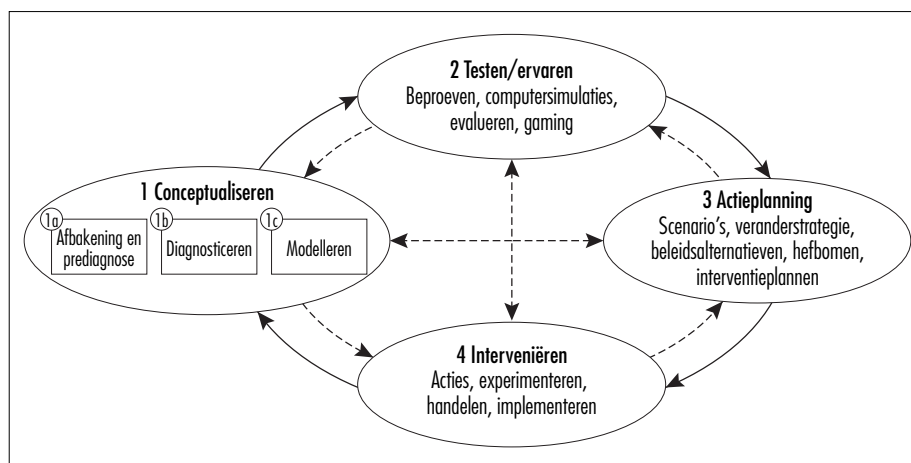 2 Testen/ervaren
Beproeven, computersimulaties,
evalueren, gaming
1 Conceptualiseren
1a
Afbakening en
prediagnose
1b
Diagnosticeren
1c
Modelleren
3 Actieplanning
Scenario's, veranderstrategie,
beleidsalternatieven, hefbomen,
interventieplannen
4 Interveniëren
Acties, experimenteren,
handelen, implementeren